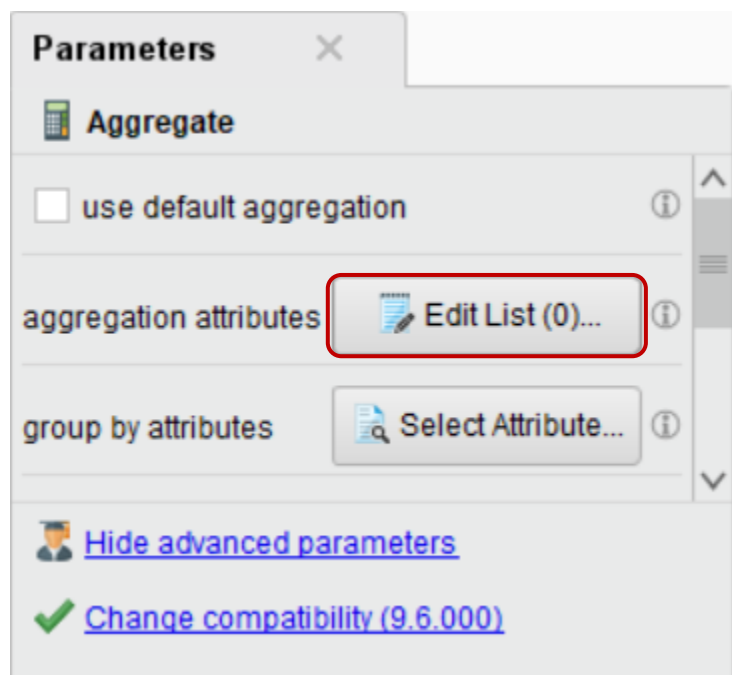 Parameters
Aggregate
use default aggregation
aggregation attributes Edit List (0)...
group by attributes Select Attribute...
Hide advanced parameters
Change compatibility (9.6.000)